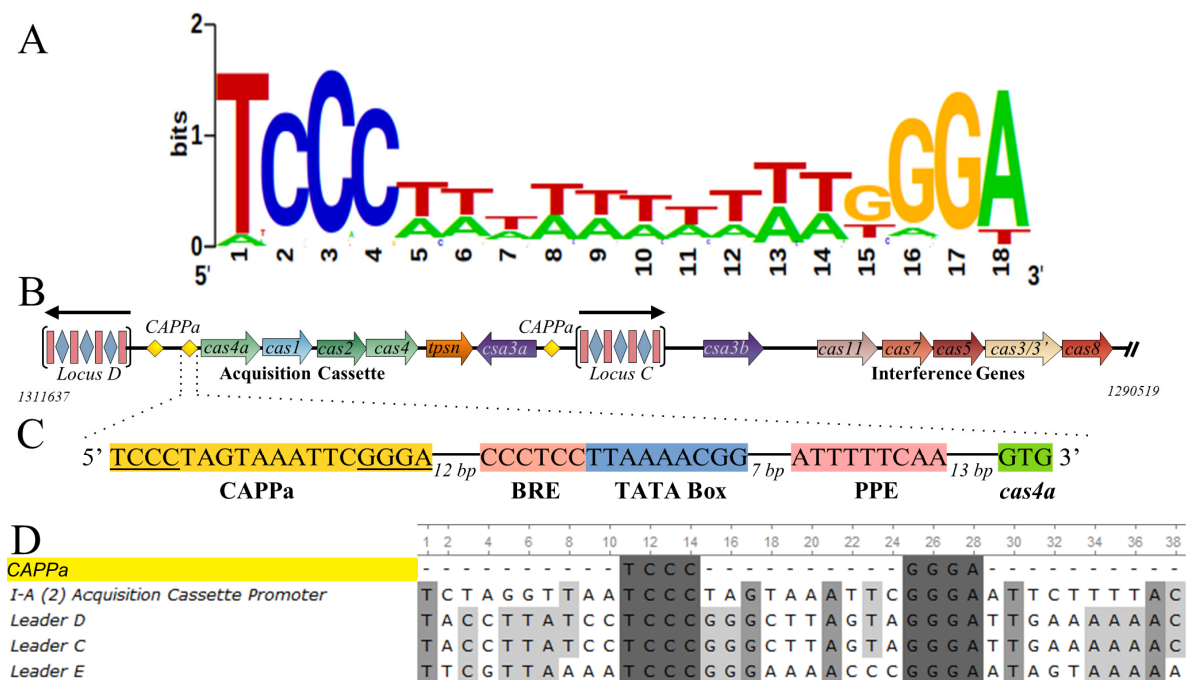 A
2
1
0
bits
TCCCTTTTTTTTTTGGGA
5'
1 2 3 4 5 6 7 8 9 10 11 12 13 14 15 16 17 18
3'
B
CAPPa
CAPPa
cas4a cas1 cas2 cas4 tpsn csa3a csa3b cas11 cas7 cas5 cas3/3' cas8
Locus D
Acquisition Cassette
Locus C
Interference Genes
1311637
1290519
C
5’ TCCCTAGTAAATTCGGGA 12 bp CCCTCC TTAAAACGG 7 bp ATTTTTCAA 13 bp GTG 3’
CAPPa BRE TATA Box PPE cas4a
D
1 2 4 6 8 10 12 14 16 18 20 22 24 26 28 30 32 34 36 38
CAPPa - - - - - - - - - - T C C C - - - - - - - - - - G G G A - - - - - - - - - -
I-A (2) Acquisition Cassette Promoter T C T A G G T T A A T C C C T A G T A A A T T C G G G A A T T C T T T T A C
Leader D T A C C T T A T C C T C C C G G G C T T A G T A G G G A T T G A A A A A A C
Leader C T A C C T T A T C C T C C C G G G C T T A G T A G G G A T T G A A A A A A C
Leader E T T C G T T A A A A T C C C G G G A A A A C C C G G G A A T A G T A A A A A